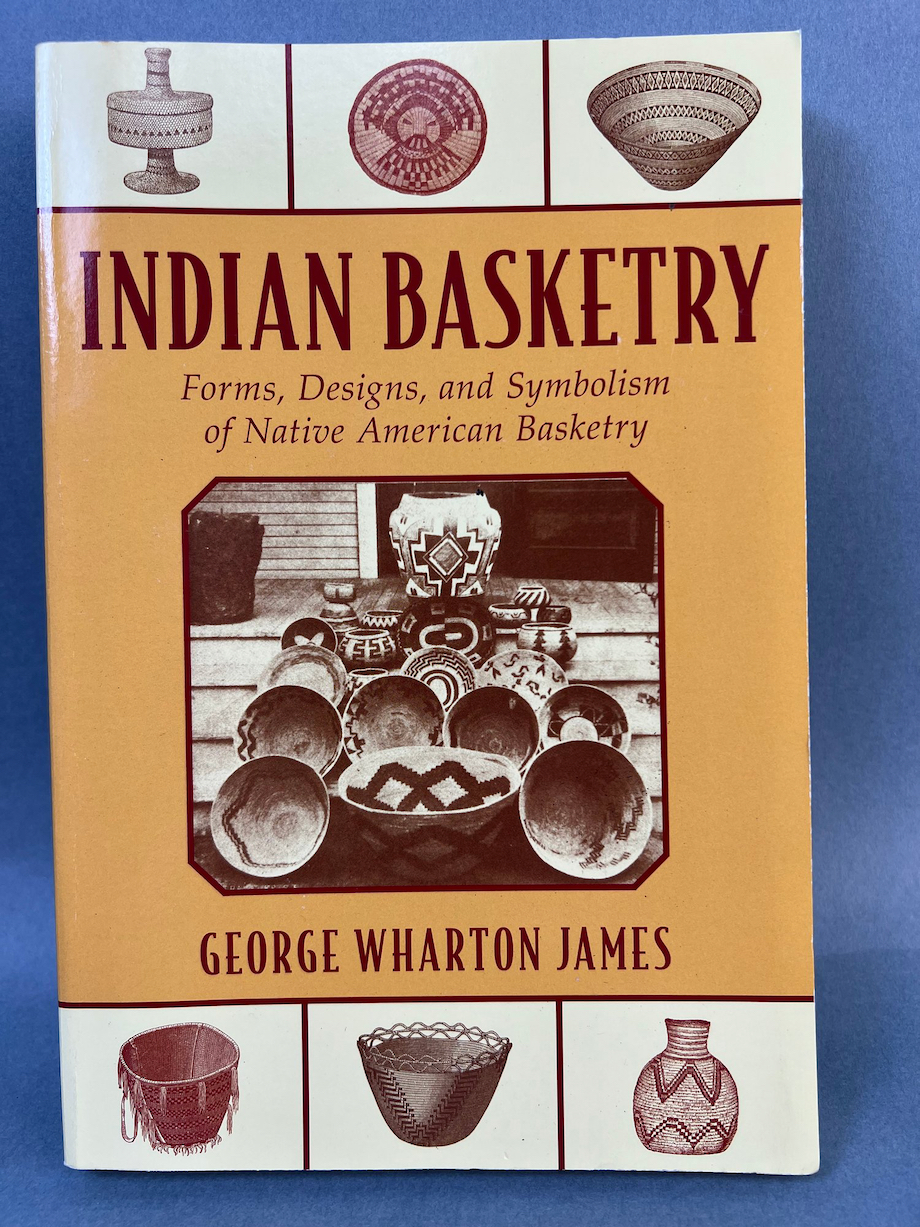 INDIAN BASKETRY
Forms, Designs, and Symbolism
of Native American Basketry
GEORGE WHARTON JAMES